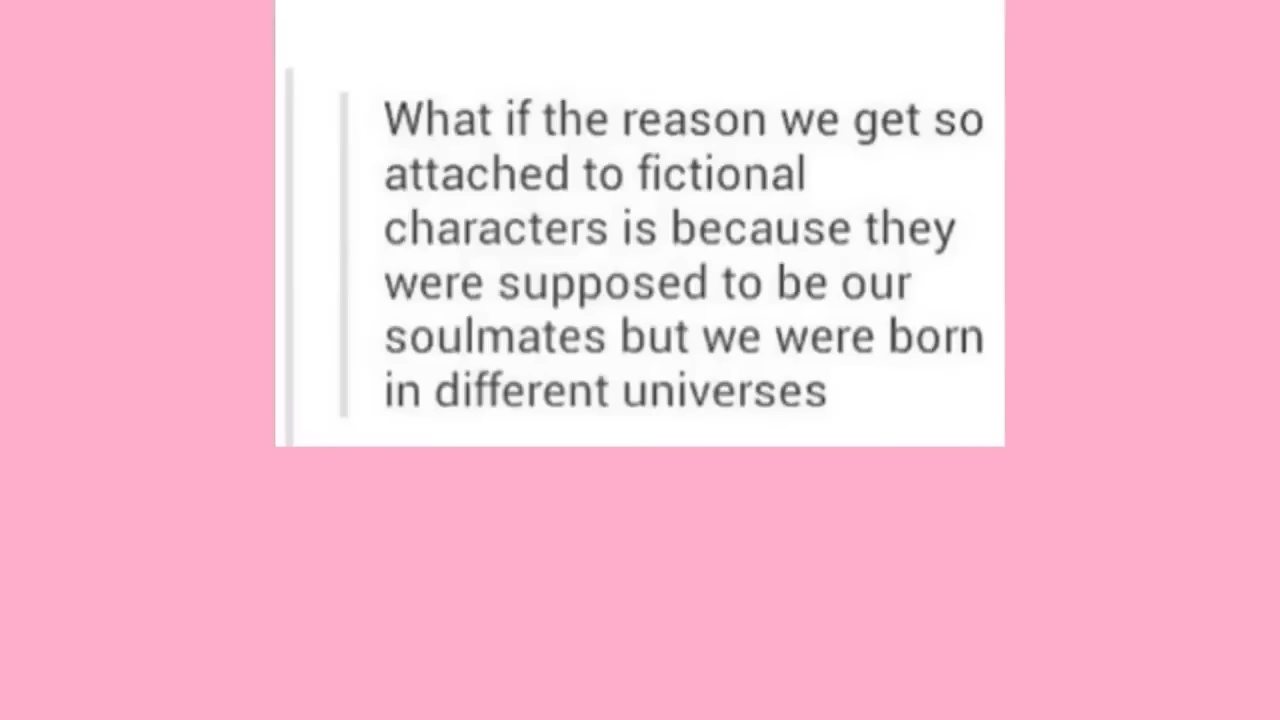 What if the reason we get so
attached to fictional
characters is because they
were supposed to be our
soulmates but we were born
in different universes